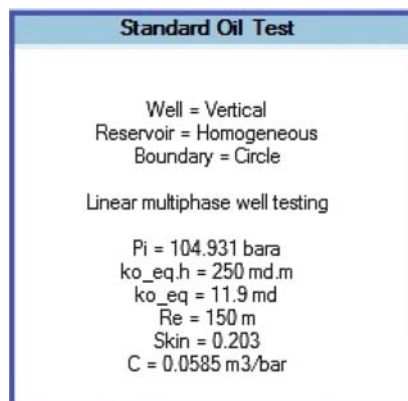 Standard Oil Test
Well = Vertical
Reservoir = Homogeneous
Boundary = Circle
Linear multiphase well testing
Pi = 104.931 bara
ko_eq.h = 250 md.m
ko_eq = 11.9 md
Re = 150 m
Skin = 0.203
C = 0.0585 m3/bar